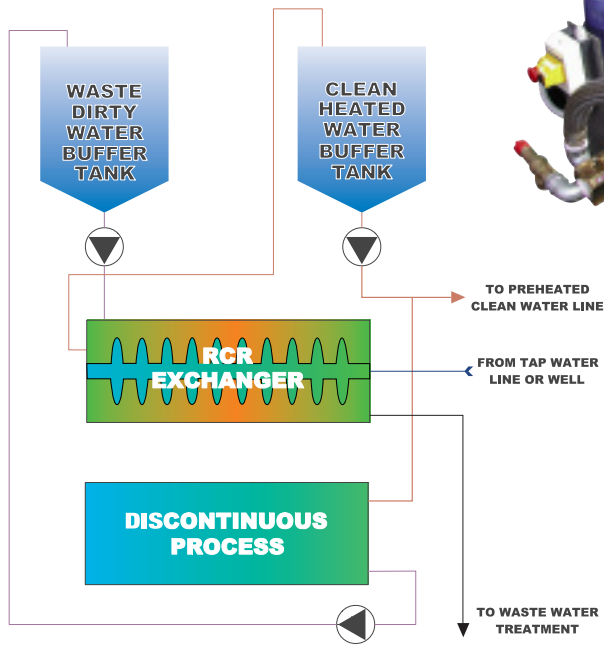 WASTE
DIRTY
WATER
BUFFER
TANK
CLEAN
HEATED
WATER
BUFFER
TANK
TO PREHEATED
CLEAN WATER LINE
RCR
EXCHANGER
FROM TAP WATER
LINE OR WELL
DISCONTINUOUS
PROCESS
TO WASTE WATER
TREATMENT